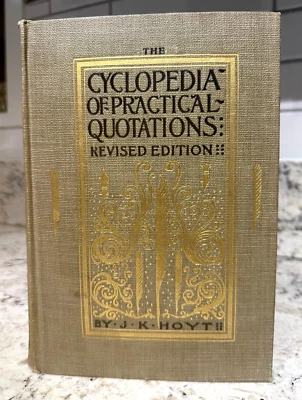 THE
CYCLOPEDIA
OF·PRACTICAL
QUOTATIONS:
REVISED EDITION
BY·J·K·HOYT